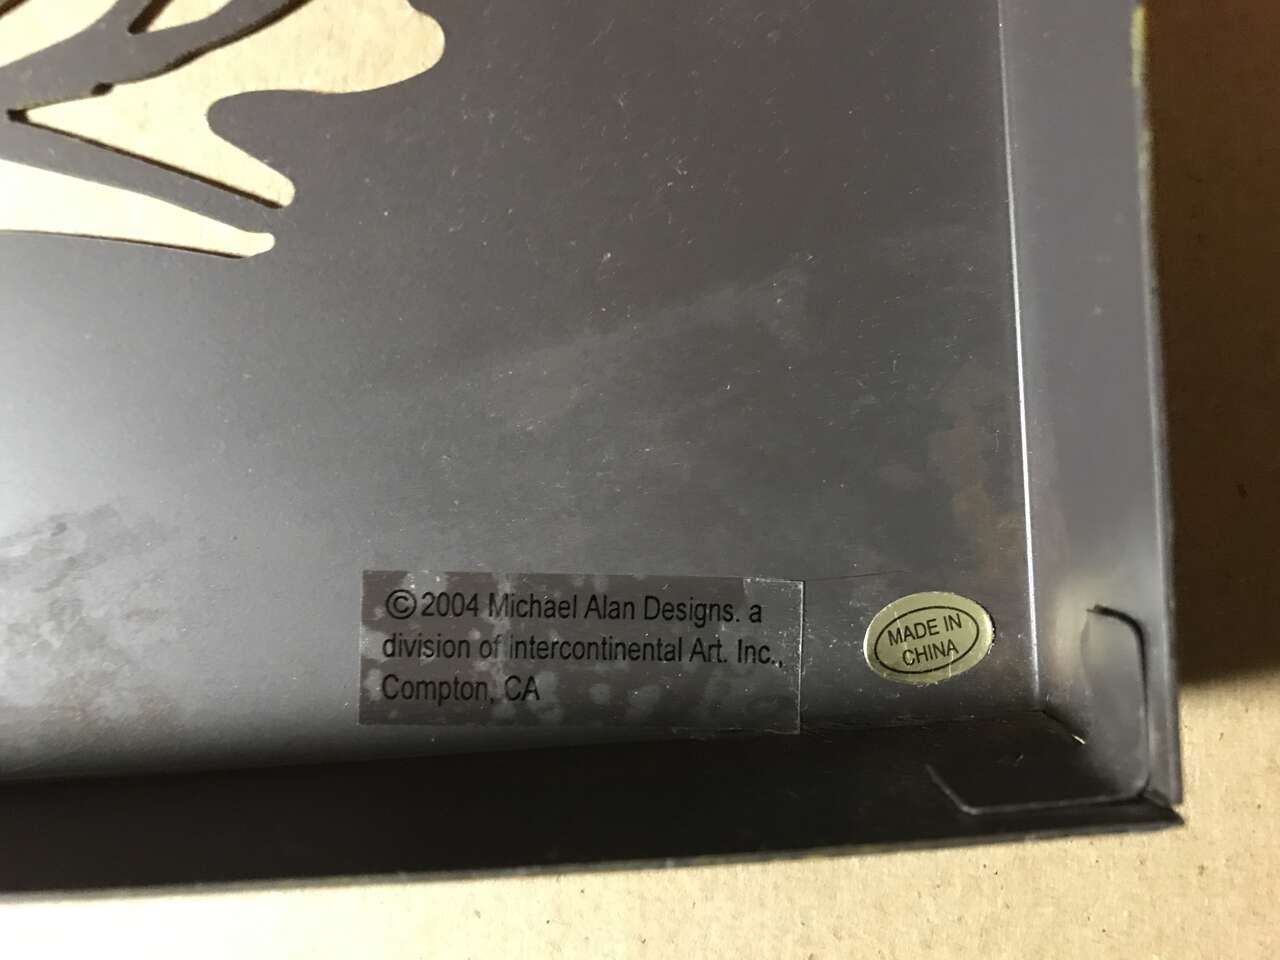 ©2004 Michael Alan Designs. a
division of Intercontinental Art. Inc.,
Compton, CA
MADE IN
CHINA